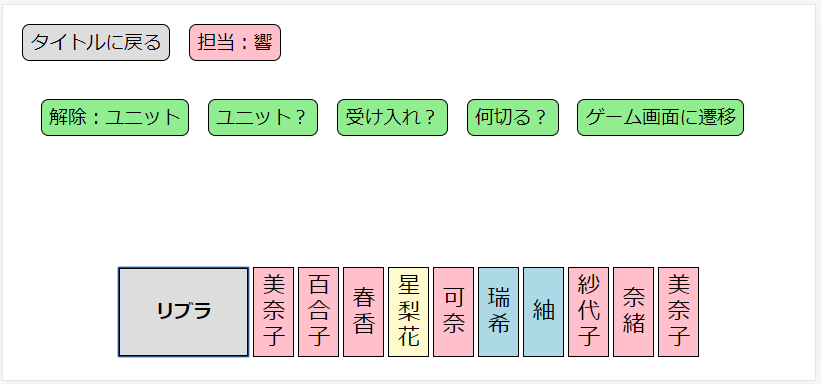 タイトルに戻る 担当：響
解除：ユニット ユニット？ 受け入れ？ 何切る？ ゲーム画面に遷移
リブラ 美奈子 百合子 春香 星梨花 可奈 瑞希 紬 紗代子 奈緒 美奈子